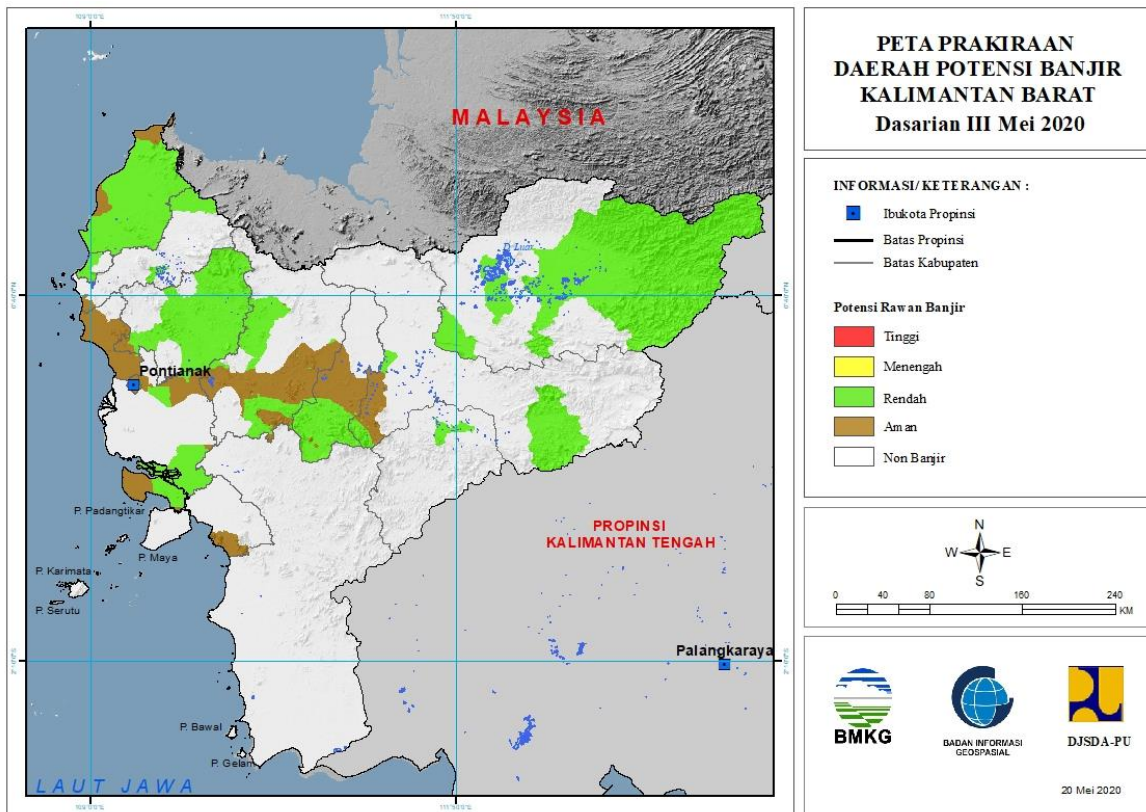 PETA PRAKIRAAN
DAERAH POTENSI BANJIR
KALIMANTAN BARAT
Dasarian III Mei 2020
INFORMASI/ KETERANGAN :
Ibukota Propinsi
Batas Propinsi
Batas Kabupaten
Potensi Rawan Banjir
Tinggi
Menengah
Rendah
Aman
Non Banjir
N
W E
S
0 40 80 160 240
KM
BMKG
BADAN INFORMASI
GEOSPASIAL
DJSDA-PU
20 Mei 2020
MALAYSIA
D. Luar
Pontianak
P. Padangtikar
P. Maya
P. Karimata
P. Serutu
PROPINSI
KALIMANTAN TENGAH
Palangkaraya
P. Bawal
P. Gelam
LAUT JAWA